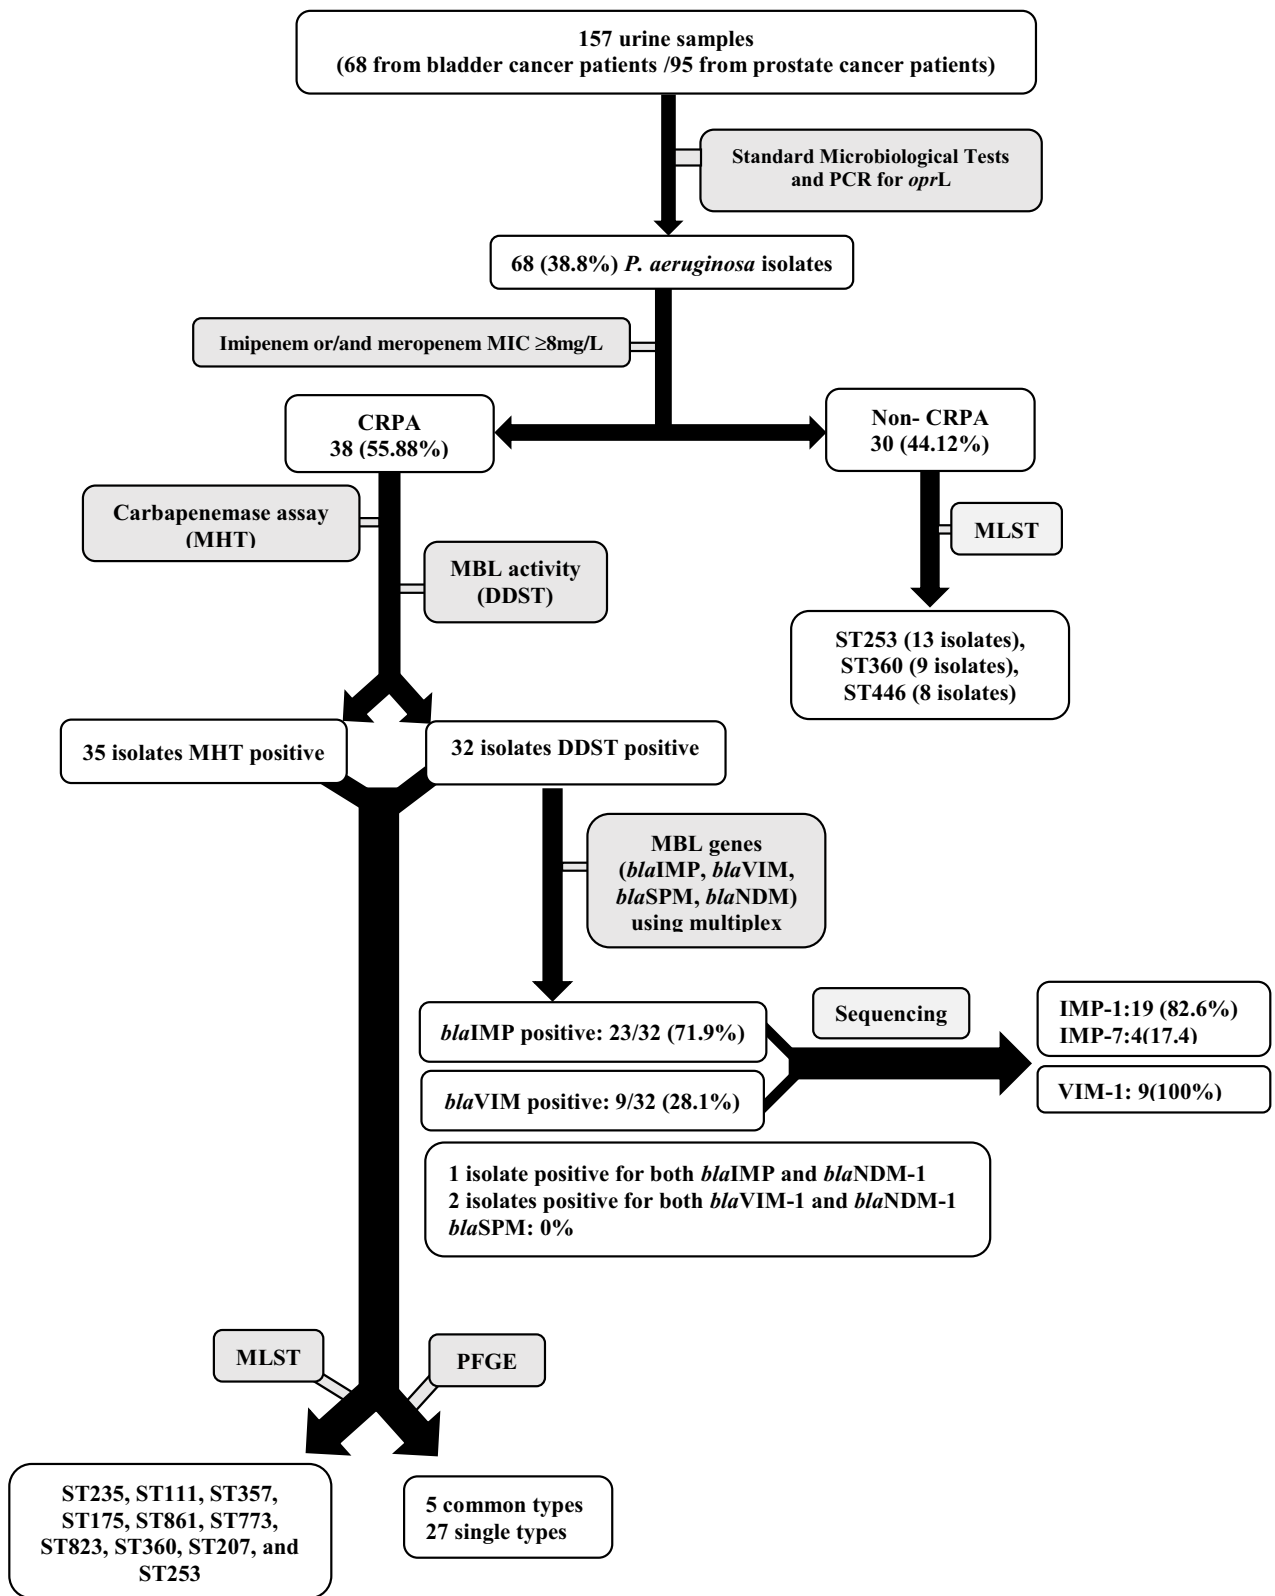 157 urine samples
(68 from bladder cancer patients /95 from prostate cancer patients)
Standard Microbiological Tests
and PCR for oprL
68 (38.8%) P. aeruginosa isolates
Imipenem or/and meropenem MIC ≥8mg/L
CRPA
38 (55.88%)
Non- CRPA
30 (44.12%)
Carbapenemase assay
(MHT)
MBL activity
(DDST)
MLST
ST253 (13 isolates),
ST360 (9 isolates),
ST446 (8 isolates)
35 isolates MHT positive
32 isolates DDST positive
MBL genes
(blaIMP, blaVIM,
blaSPM, blaNDM)
using multiplex
blaIMP positive: 23/32 (71.9%)
blaVIM positive: 9/32 (28.1%)
Sequencing
IMP-1:19 (82.6%)
IMP-7:4(17.4)
VIM-1: 9(100%)
1 isolate positive for both blaIMP and blaNDM-1
2 isolates positive for both blaVIM-1 and blaNDM-1
blaSPM: 0%
MLST
PFGE
ST235, ST111, ST357,
ST175, ST861, ST773,
ST823, ST360, ST207, and
ST253
5 common types
27 single types